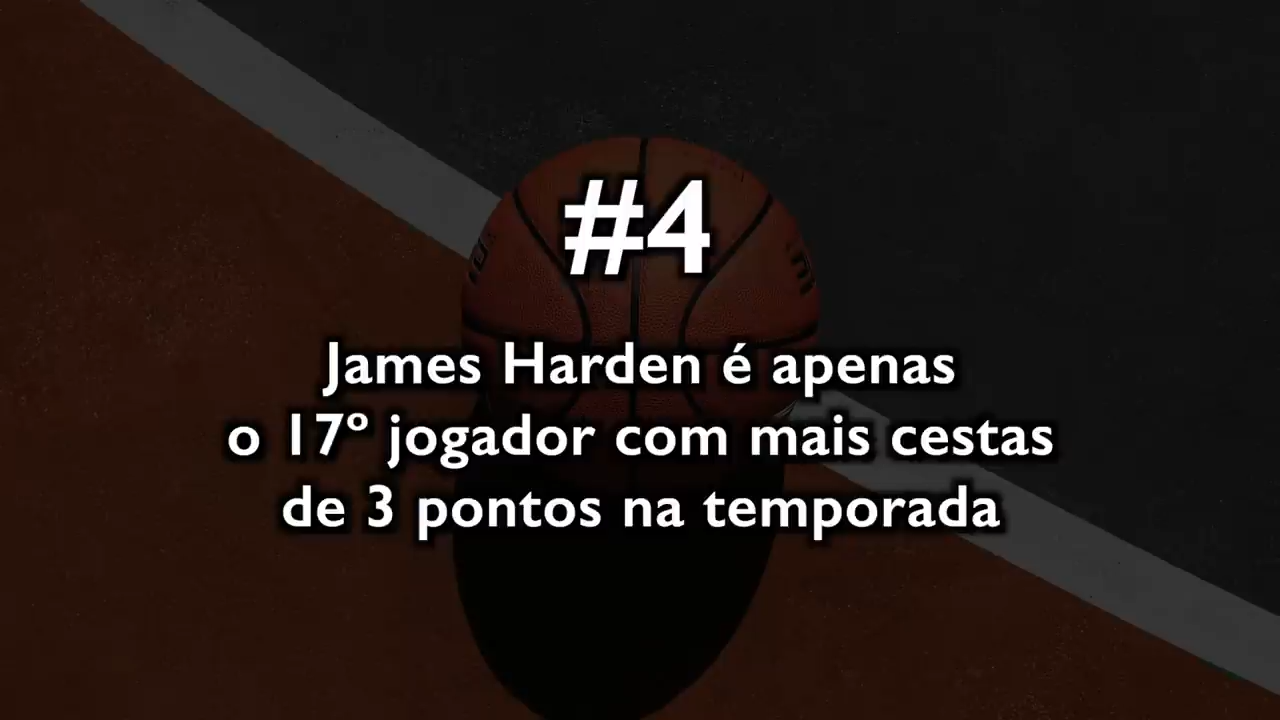 #4
James Harden é apenas
o 17º jogador com mais cestas
de 3 pontos na temporada